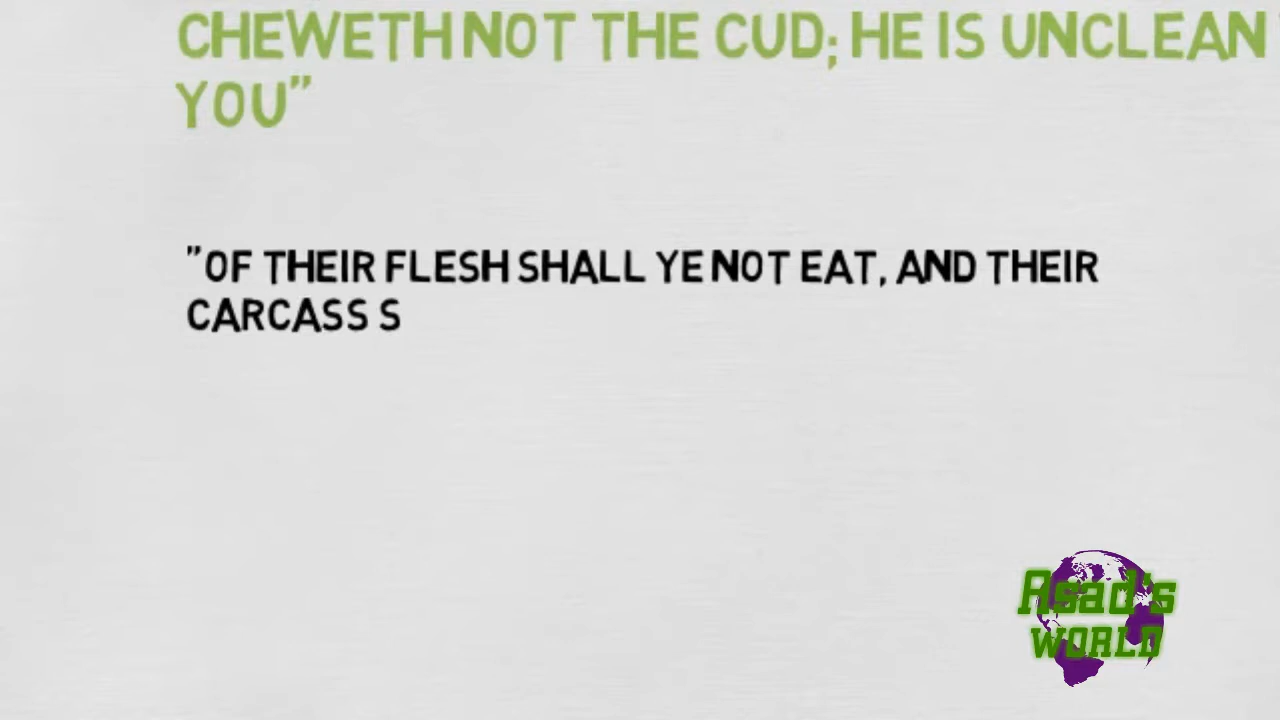 CHEWETH NOT THE CUD; HE IS UNCLEAN
YOU”
”OF THEIR FLESH SHALL YE NOT EAT, AND THEIR
CARCASS S
Asad's
WORLD